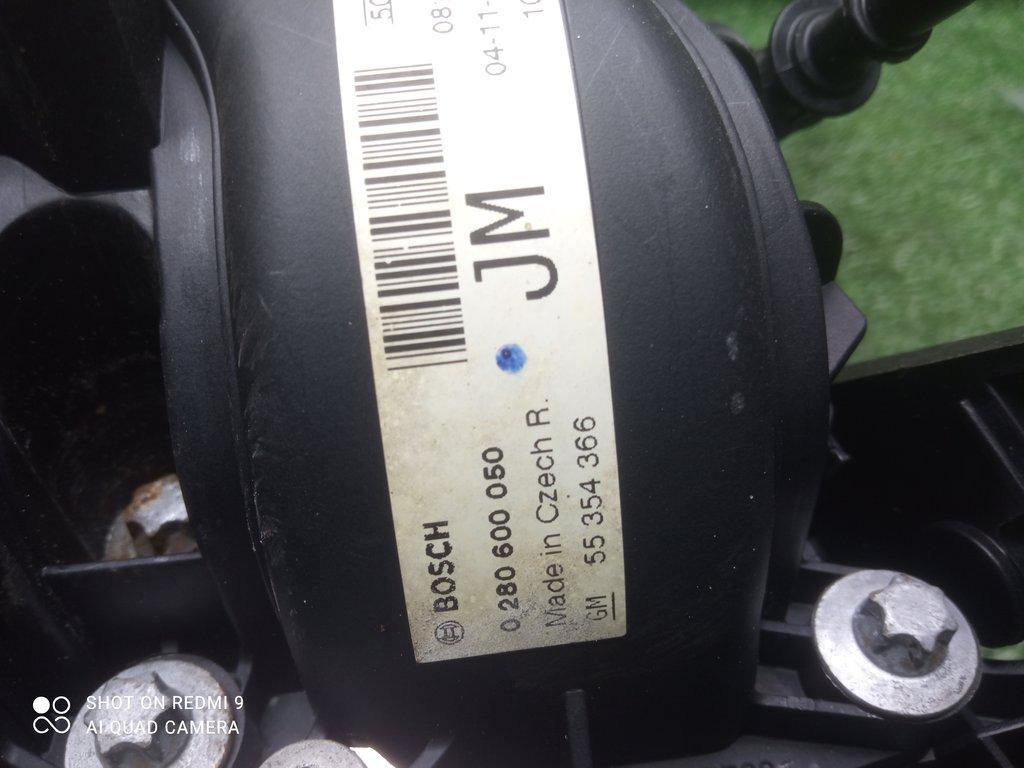 BOSCH
0 280 600 050
Made in Czech R.
GM 55 354 366
JM
04-11-
SHOT ON REDMI 9
AI QUAD CAMERA